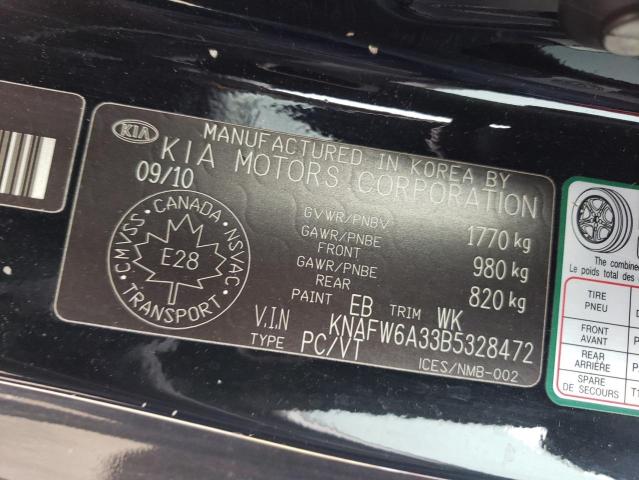 KIA
MANUFACTURED IN KOREA BY
KIA MOTORS CORPORATION
09/10
CMVSS · CANADA · NSVAC
E28
TRANSPORT
GVWR/PNBV 1770 kg
GAWR/PNBE
FRONT 980 kg
GAWR/PNBE
REAR 820 kg
PAINT EB TRIM WK
V.I.N KNAFW6A33B5328472
TYPE PC/VT
ICES/NMB-002
The combined
Le poids total des
TIRE
PNEU
FRONT
AVANT
REAR
ARRIÈRE
SPARE
DE SECOURS